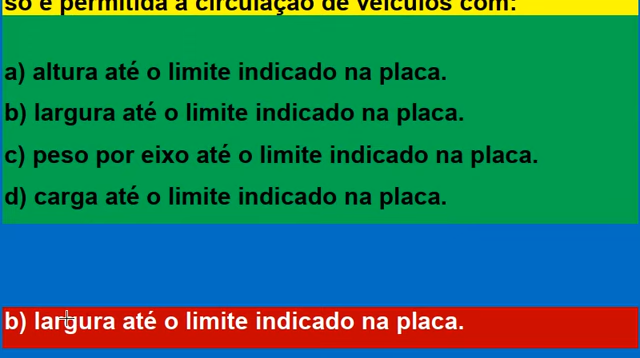 só é permitida a circulação de veículos com:
a) altura até o limite indicado na placa.
b) largura até o limite indicado na placa.
c) peso por eixo até o limite indicado na placa.
d) carga até o limite indicado na placa.
b) largura até o limite indicado na placa.